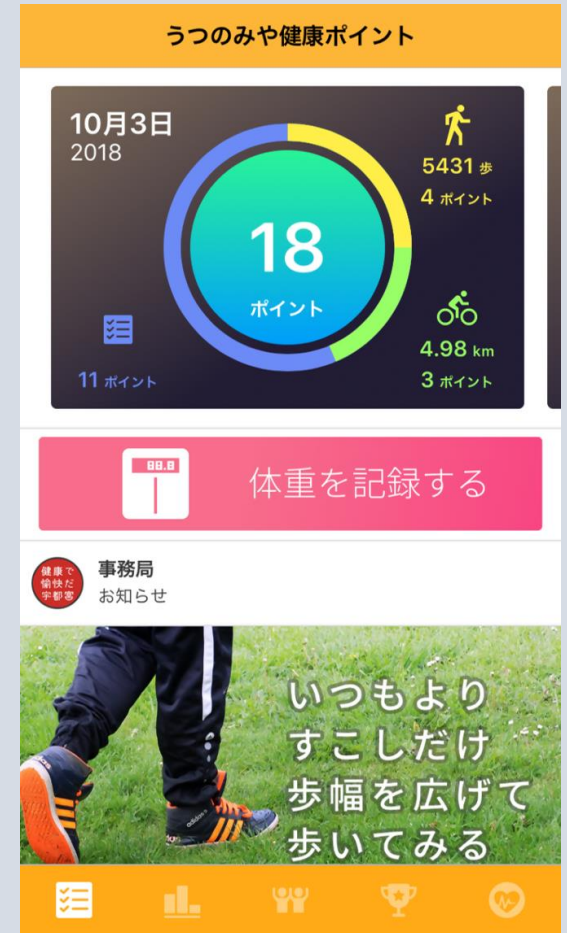 うつのみや健康ポイント
10月3日
2018
5431 歩
4 ポイント
18
ポイント
4.98 km
3 ポイント
11 ポイント
88.8
体重を記録する
健康で
愉快だ
宇都宮
事務局
お知らせ
いつもより
すこしだけ
歩幅を広げて
歩いてみる
adidas